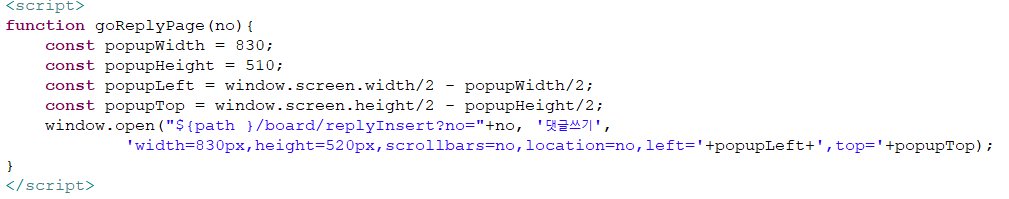 <script>
function goReplyPage(no){
    const popupWidth = 830;
    const popupHeight = 510;
    const popupLeft = window.screen.width/2 - popupWidth/2;
    const popupTop = window.screen.height/2 - popupHeight/2;
    window.open("${path }/board/replyInsert?no="+no, '댓글쓰기',
            'width=830px,height=520px,scrollbars=no,location=no,left='+popupLeft+',top='+popupTop);
}
</script>